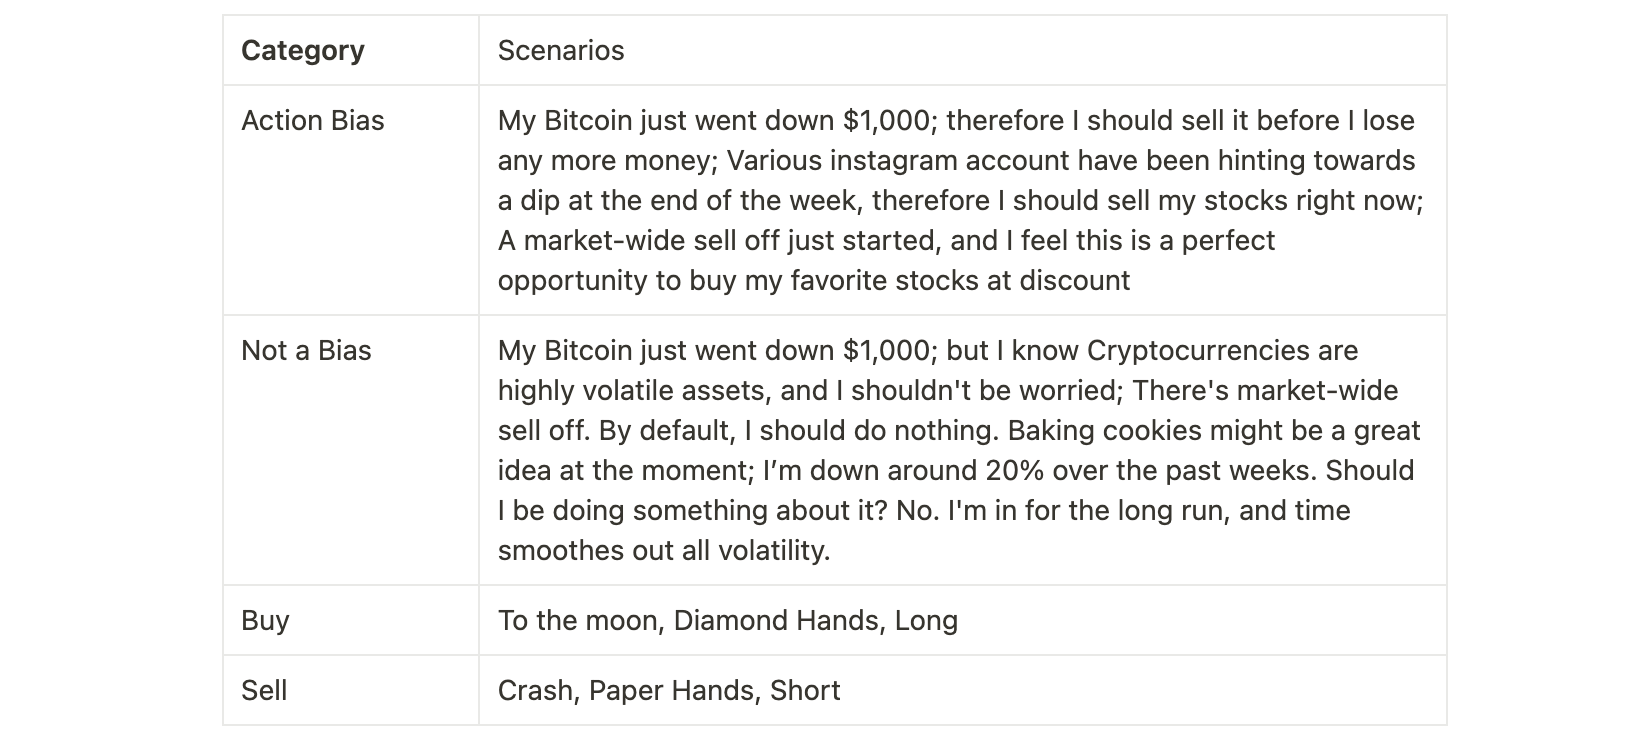 Category
Scenarios
Action Bias
My Bitcoin just went down $1,000; therefore I should sell it before I lose
any more money; Various instagram account have been hinting towards
a dip at the end of the week, therefore I should sell my stocks right now;
A market-wide sell off just started, and I feel this is a perfect
opportunity to buy my favorite stocks at discount
Not a Bias
My Bitcoin just went down $1,000; but I know Cryptocurrencies are
highly volatile assets, and I shouldn't be worried; There's market-wide
sell off. By default, I should do nothing. Baking cookies might be a great
idea at the moment; I’m down around 20% over the past weeks. Should
I be doing something about it? No. I'm in for the long run, and time
smoothes out all volatility.
Buy
To the moon, Diamond Hands, Long
Sell
Crash, Paper Hands, Short